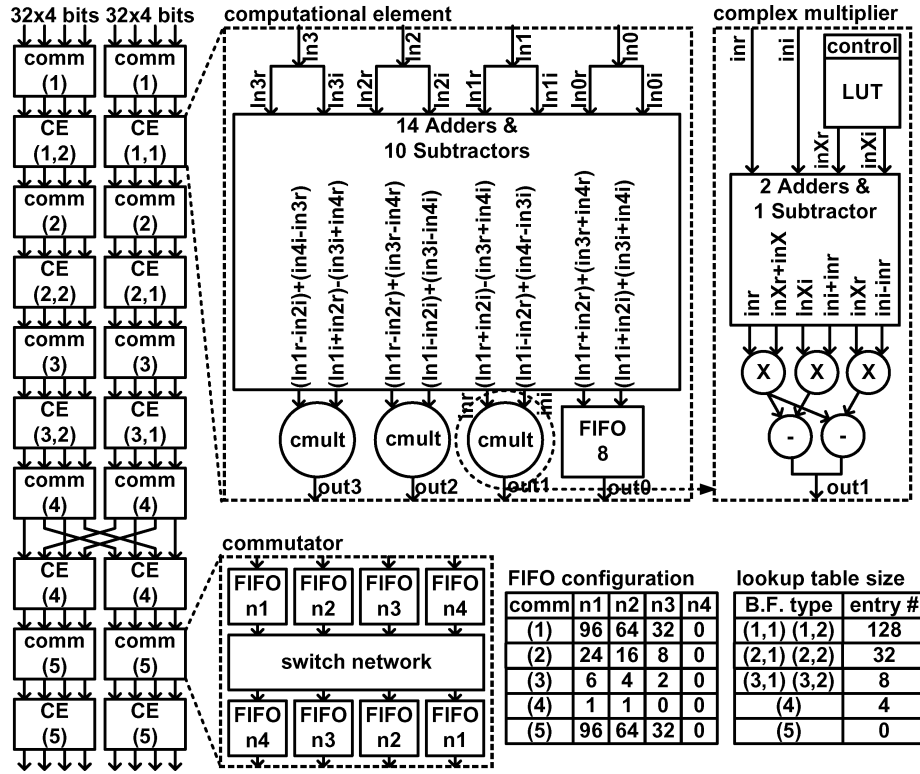 32x4 bits 32x4 bits
comm
(1)
comm
(1)
CE
(1,2)
CE
(1,1)
comm
(2)
comm
(2)
CE
(2,2)
CE
(2,1)
comm
(3)
comm
(3)
CE
(3,2)
CE
(3,1)
comm
(4)
comm
(4)
CE
(4)
CE
(4)
comm
(5)
comm
(5)
CE
(5)
CE
(5)
computational element
In3
In2
In1
In0
In3r
In3i
In2r
In2i
In1r
In1i
In0r
In0i
14 Adders &
10 Subtractors
(In1r-in2i)+(in4i-in3r)
(In1i+in2r)-(in3i+in4r)
(In1r-in2r)+(in3r-in4r)
(In1i-in2i)+(in3i-in4i)
(In1r+in2i)-(in3r+in4i)
(In1i-in2r)+(in4r-in3i)
(In1r+in2r)+(in3r+in4r)
(In1i+in2i)+(in3i+in4i)
inr
ini
cmult
cmult
cmult
FIFO
8
out3
out2
out1
out0
complex multiplier
inr
ini
control
LUT
inXr
inXi
2 Adders &
1 Subtractor
inr
inXr+inX
inXi
ini+inr
inXr
ini-inr
X
X
X
-
-
out1
commutator
FIFO
n1
FIFO
n2
FIFO
n3
FIFO
n4
switch network
FIFO
n4
FIFO
n3
FIFO
n2
FIFO
n1
FIFO configuration
comm n1 n2 n3 n4
(1) 96 64 32 0
(2) 24 16 8 0
(3) 6 4 2 0
(4) 1 1 0 0
(5) 96 64 32 0
lookup table size
B.F. type entry #
(1,1) (1,2) 128
(2,1) (2,2) 32
(3,1) (3,2) 8
(4) 4
(5) 0